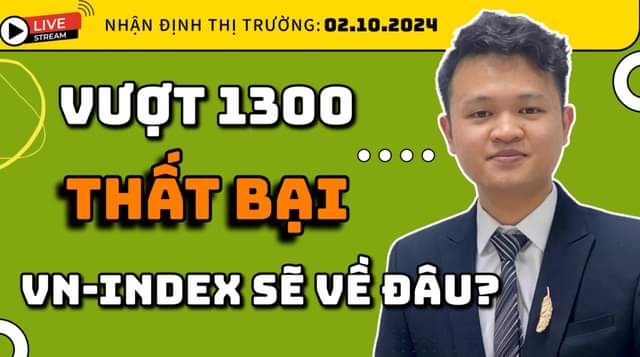 LIVE
STREAM
NHẬN ĐỊNH THỊ TRƯỜNG: 02.10.2024
VƯỢT 1300
THẤT BẠI
VN-INDEX SẼ VỀ ĐÂU?